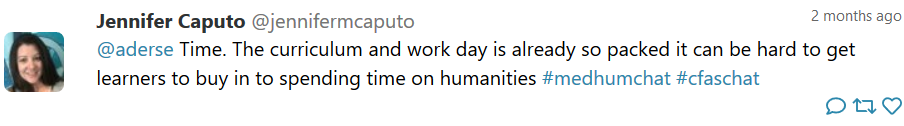 Jennifer Caputo @jennifermcaputo 2 months ago
@aderse Time. The curriculum and work day is already so packed it can be hard to get
learners to buy in to spending time on humanities #medhumchat #cfaschat